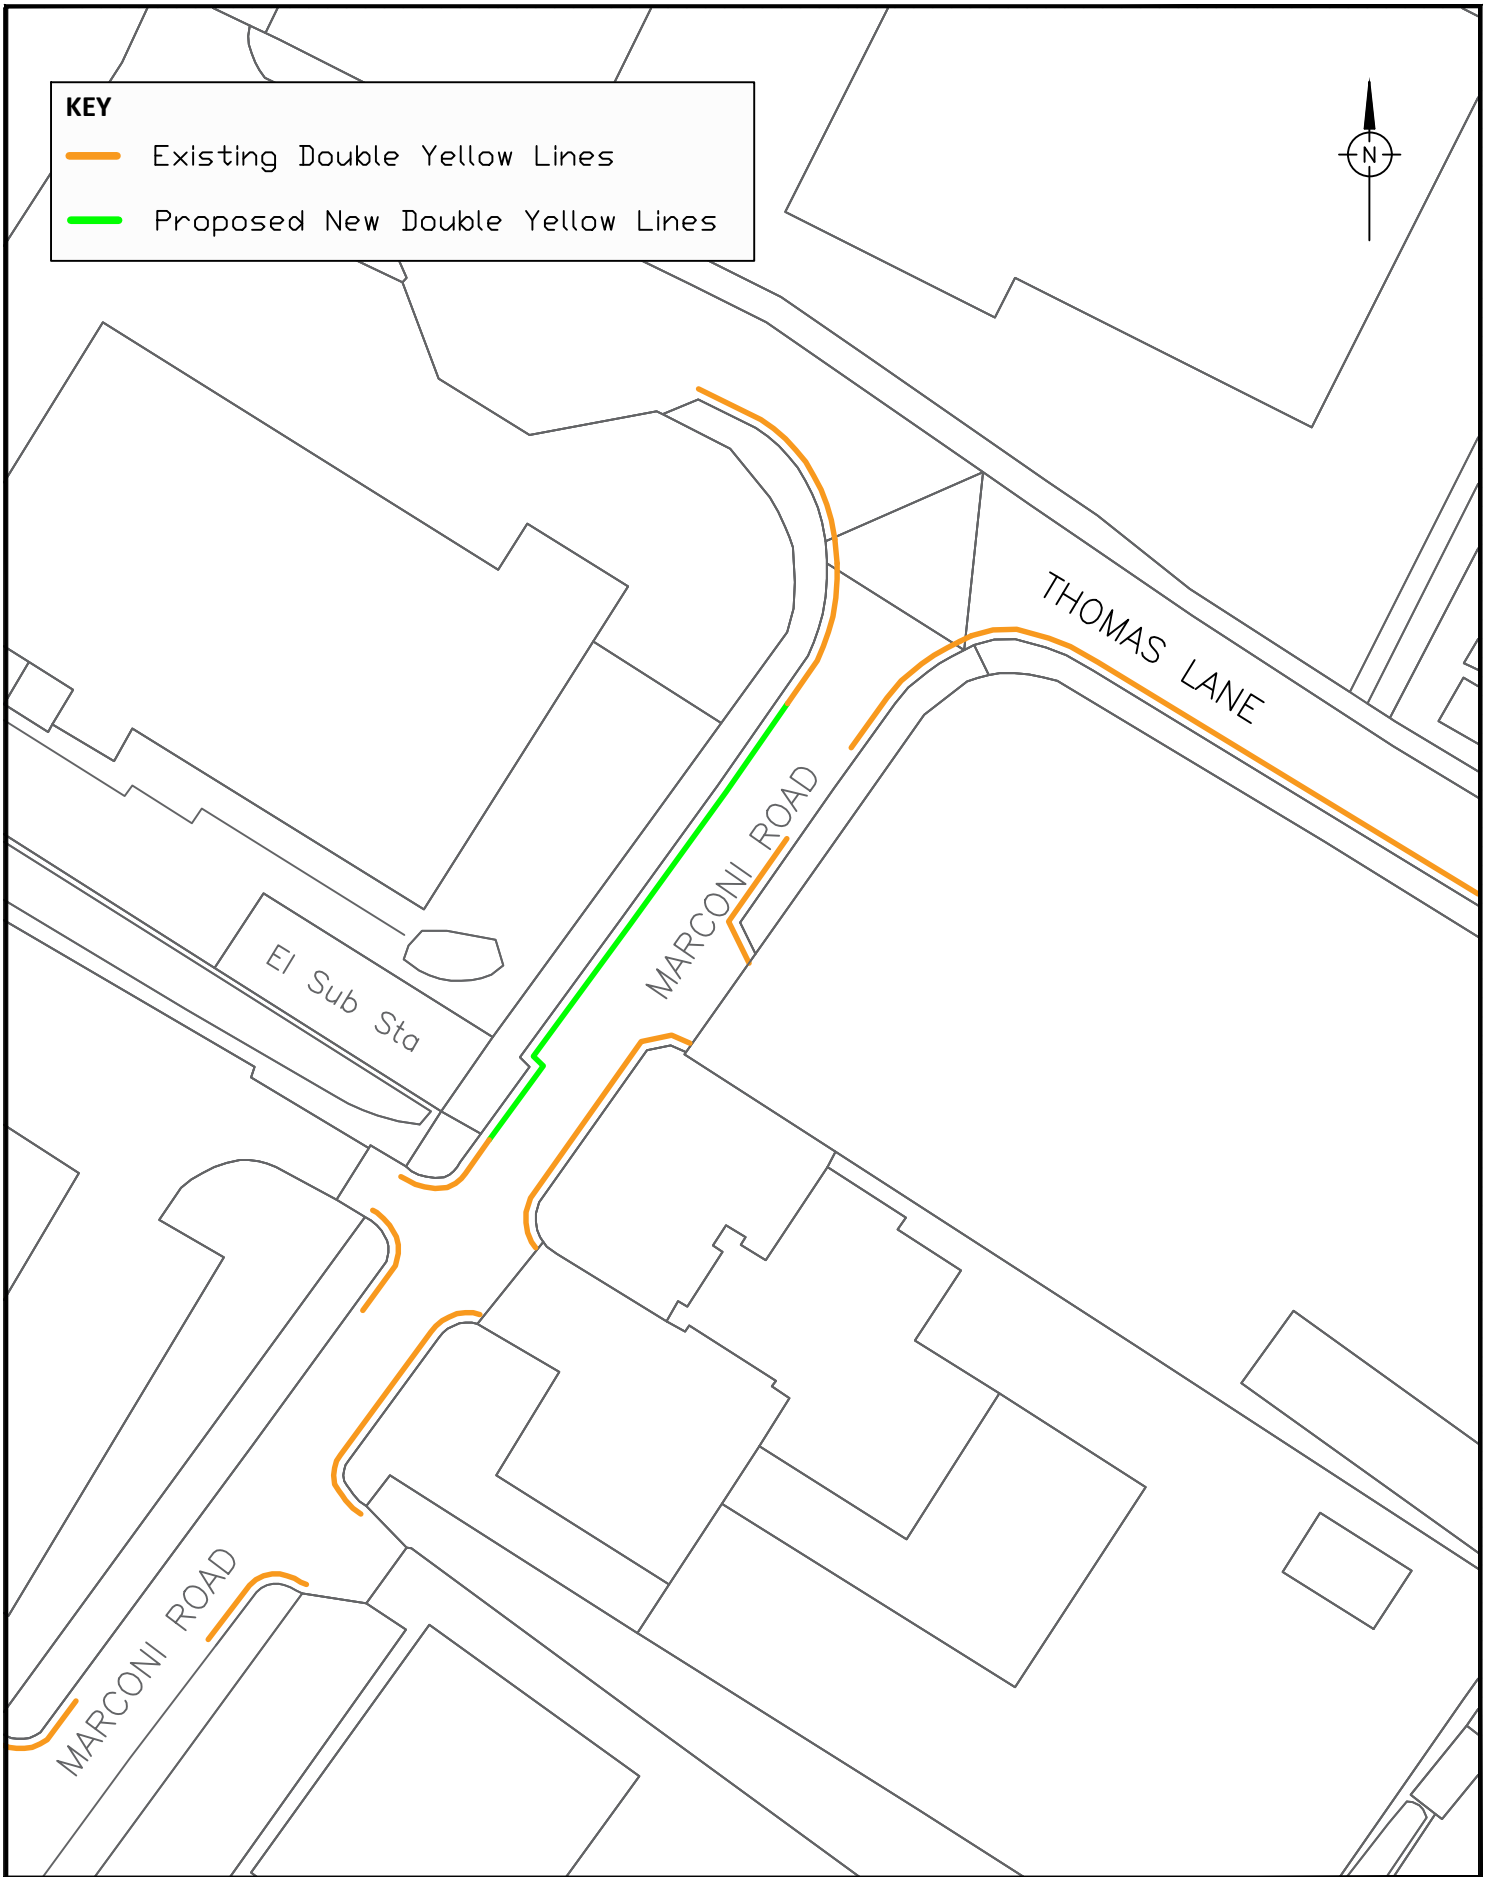 KEY
Existing Double Yellow Lines
Proposed New Double Yellow Lines
N
THOMAS LANE
MARCONI ROAD
El Sub Sta
MARCONI ROAD